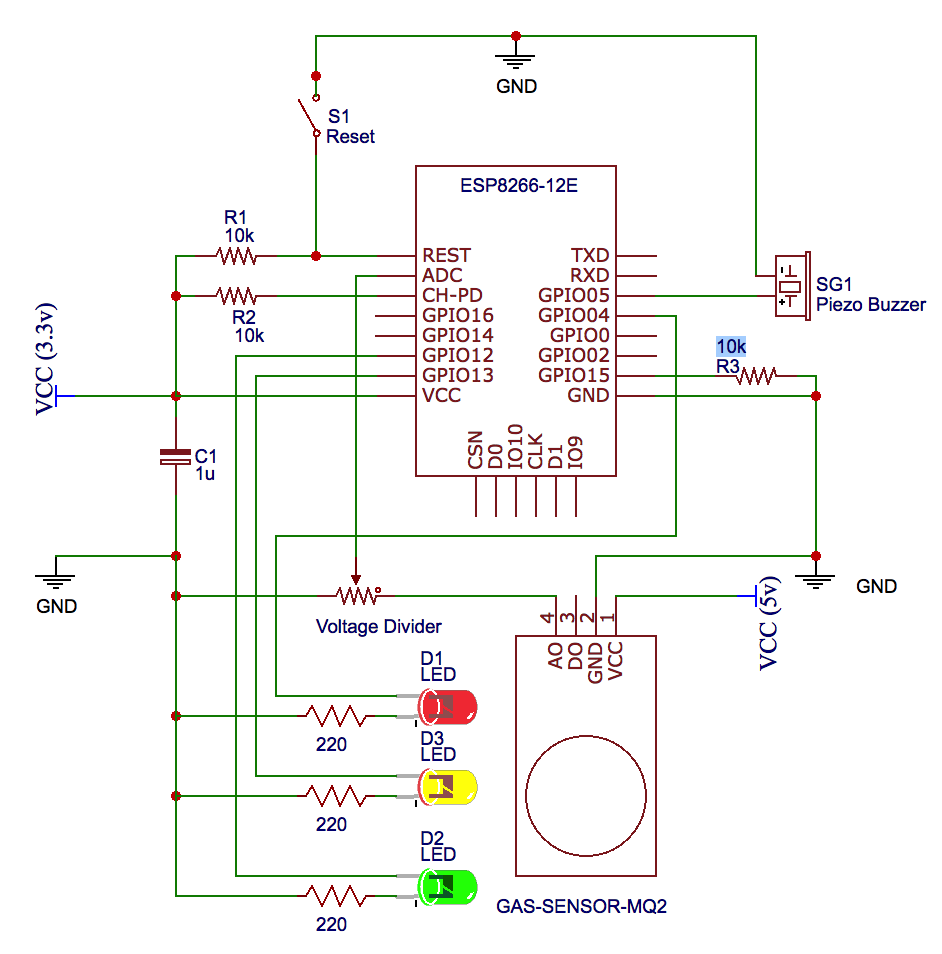 GND
S1
Reset
ESP8266-12E
R1
10k
REST
ADC
CH-PD
GPIO16
GPIO14
GPIO12
GPIO13
VCC
TXD
RXD
GPIO05
GPIO04
GPIO0
GPIO02
GPIO15
GND
CSN
D0
IO10
CLK
D1
IO9
R2
10k
SG1
Piezo Buzzer
10k
R3
VCC (3.3v)
C1
1u
GND
GND
VCC (5v)
Voltage Divider
4
3
2
1
AO
DO
GND
VCC
D1
LED
220
D3
LED
220
D2
LED
220
GAS-SENSOR-MQ2